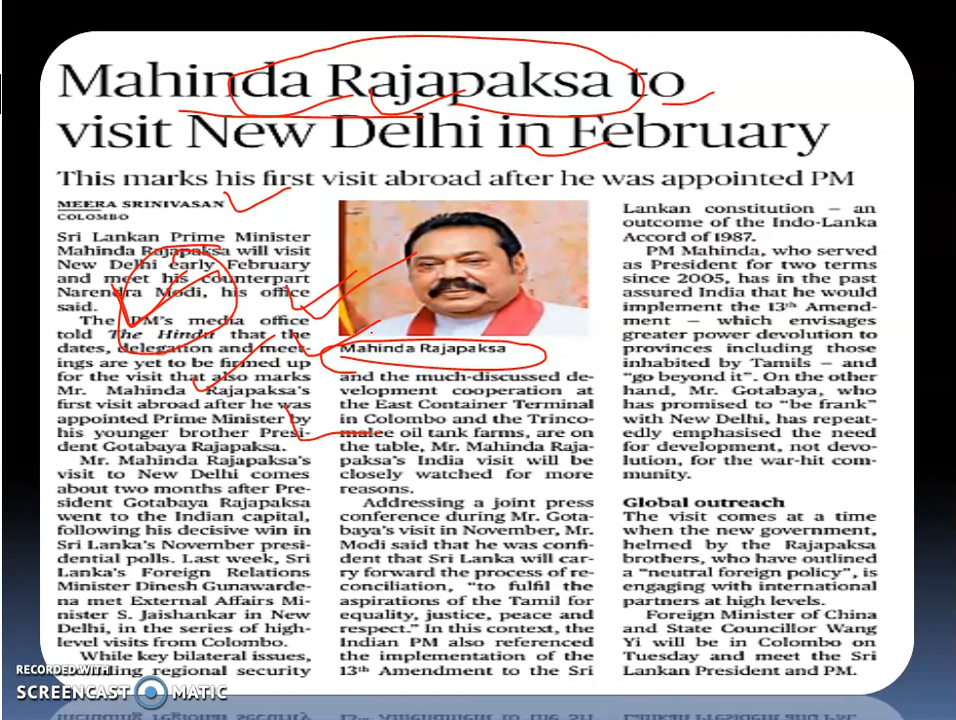 Mahinda Rajapaksa to
visit New Delhi in February
This marks his first visit abroad after he was appointed PM
MEERA SRINIVASAN
COLOMBO
Sri Lankan Prime Minister
Mahinda Rajapaksa will visit
New Delhi early February
and meet his counterpart
Narendra Modi, his office
said.
The PM's media office
told The Hindu that the
dates, delegation and meet-
ings are yet to be firmed up
for the visit that also marks
Mr. Mahinda Rajapaksa's
first visit abroad after he was
appointed Prime Minister by
his younger brother Presi-
dent Gotabaya Rajapaksa.
Mr. Mahinda Rajapaksa's
visit to New Delhi comes
about two months after Pre-
sident Gotabaya Rajapaksa
went to the Indian capital,
following his decisive win in
Sri Lanka's November presi-
dential polls. Last week, Sri
Lanka's Foreign Relations
Minister Dinesh Gunawarde-
na met External Affairs Mi-
nister S. Jaishankar in New
Delhi, in the series of high-
level visits from Colombo.
While key bilateral issues,
including regional security
Mahinda Rajapaksa
and the much-discussed de-
velopment cooperation at
the East Container Terminal
in Colombo and the Trinco-
malee oil tank farms, are on
the table, Mr. Mahinda Raja-
paksa's India visit will be
closely watched for more
reasons.
Addressing a joint press
conference during Mr. Gota-
baya's visit in November, Mr.
Modi said that he was confi-
dent that Sri Lanka will car-
ry forward the process of re-
conciliation, "to fulfil the
aspirations of the Tamil for
equality, justice, peace and
respect." In this context, the
Indian PM also referenced
the implementation of the
13th Amendment to the Sri
Lankan constitution – an
outcome of the Indo-Lanka
Accord of 1987.
PM Mahinda, who served
as President for two terms
since 2005, has in the past
assured India that he would
implement the 13th Amend-
ment – which envisages
greater power devolution to
provinces including those
inhabited by Tamils – and
"go beyond it". On the other
hand, Mr. Gotabaya, who
has promised to "be frank"
with New Delhi, has repeat-
edly emphasised the need
for development, not devo-
lution, for the war-hit com-
munity.
Global outreach
The visit comes at a time
when the new government,
helmed by the Rajapaksa
brothers, who have outlined
a "neutral foreign policy", is
engaging with international
partners at high levels.
Foreign Minister of China
and State Councillor Wang
Yi will be in Colombo on
Tuesday and meet the Sri
Lankan President and PM.
RECORDED WITH
SCREENCAST MATIC